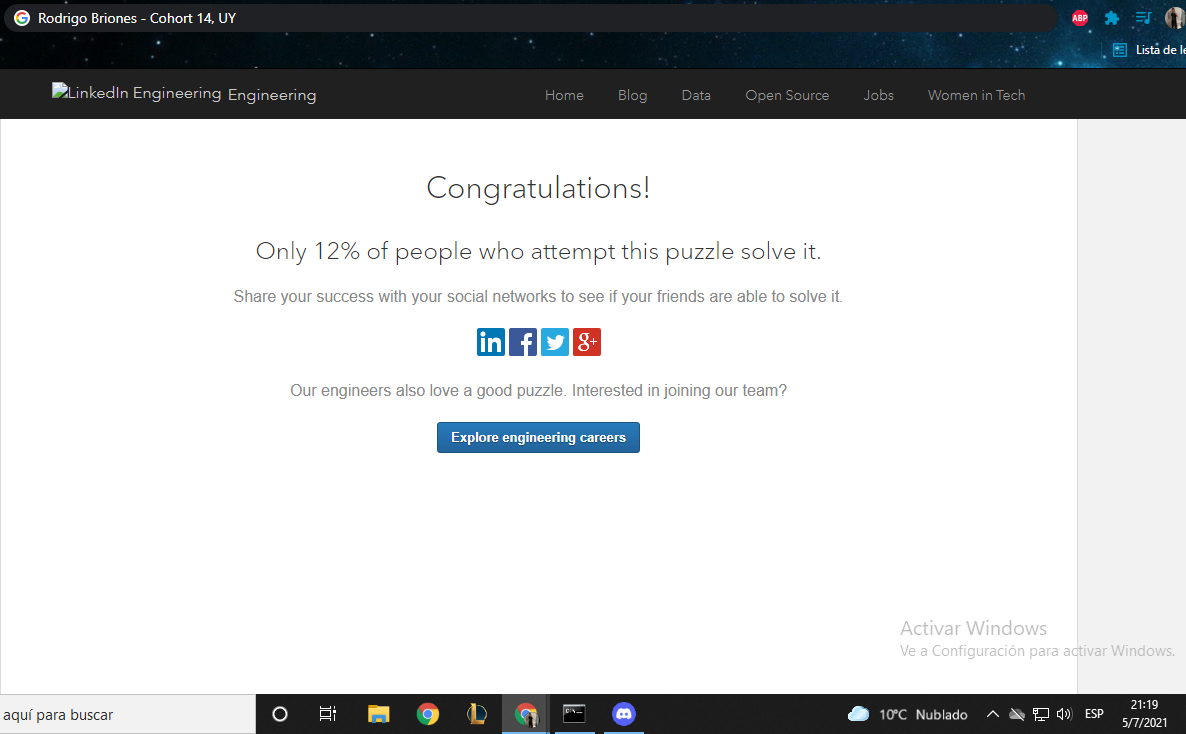 Rodrigo Briones - Cohort 14, UY
ABP
Lista de le
LinkedIn Engineering Engineering Home Blog Data Open Source Jobs Women in Tech
Congratulations!
Only 12% of people who attempt this puzzle solve it.
Share your success with your social networks to see if your friends are able to solve it.
in f g+
Our engineers also love a good puzzle. Interested in joining our team?
Explore engineering careers
Activar Windows
Ve a Configuración para activar Windows.
aquí para buscar
10°C Nublado
ESP
21:19
5/7/2021